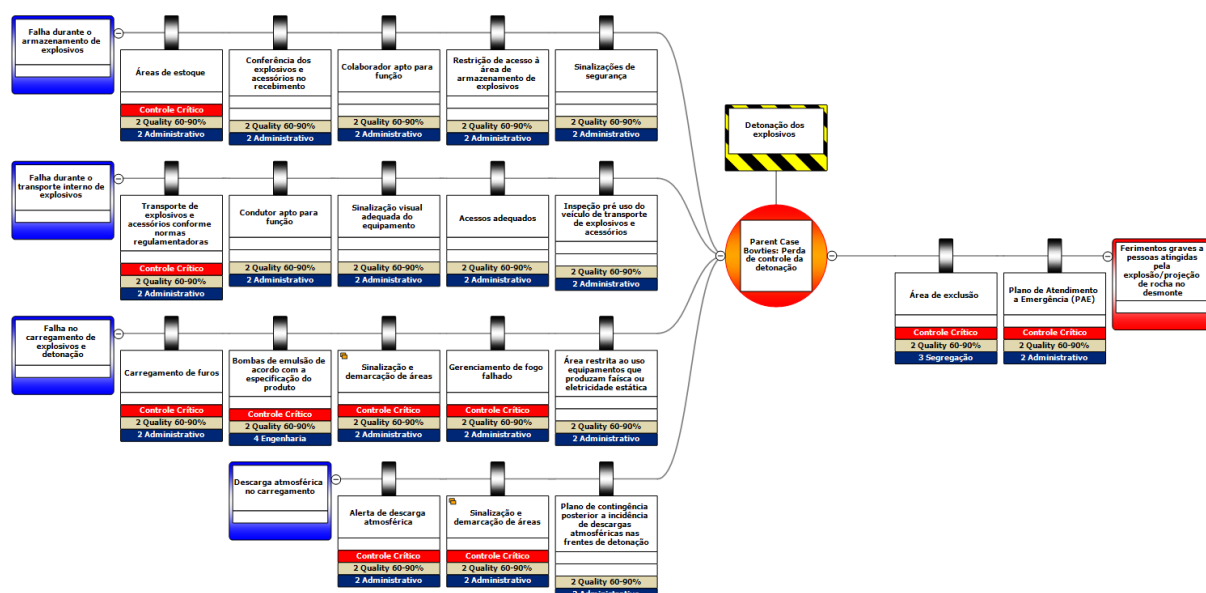 Falha durante o
armazenamento de
explosivos
Áreas de estoque
Controle Crítico
2 Quality 60-90%
2 Administrativo
Conferência dos
explosivos e
acessórios no
recebimento
2 Quality 60-90%
2 Administrativo
Colaborador apto para
função
2 Quality 60-90%
2 Administrativo
Restrição de acesso á
área de
armazenamento de
explosivos
2 Quality 60-90%
2 Administrativo
Sinalizações de
segurança
2 Quality 60-90%
2 Administrativo
Falha durante o
transporte interno de
explosivos
Transporte de
explosivos e
acessórios conforme
normas
regulamentadoras
Controle Crítico
2 Quality 60-90%
2 Administrativo
Condutor apto para
função
2 Quality 60-90%
2 Administrativo
Sinalização visual
adequada do
equipamento
2 Quality 60-90%
2 Administrativo
Acessos adequados
2 Quality 60-90%
2 Administrativo
Inspeção pré uso do
veículo de transporte
de explosivos e
acessórios
2 Quality 60-90%
2 Administrativo
Falha no
carregamento de
explosivos e
detonação
Carregamento de furos
Controle Crítico
2 Quality 60-90%
2 Administrativo
Bombas de emulsão de
acordo com a
especificação do
produto
Controle Crítico
2 Quality 60-90%
4 Engenharia
Sinalização e
demarcação de áreas
Controle Crítico
2 Quality 60-90%
2 Administrativo
Gerenciamento de fogo
falhado
Controle Crítico
2 Quality 60-90%
2 Administrativo
Área restrita ao uso
equipamentos que
produzam faísca ou
eletricidade estática
2 Quality 60-90%
2 Administrativo
Descarga atmosférica
no carregamento
Alerta de descarga
atmosférica
Controle Crítico
2 Quality 60-90%
2 Administrativo
Sinalização e
demarcação de áreas
Controle Crítico
2 Quality 60-90%
2 Administrativo
Plano de contingência
posterior a incidência
de descargas
atmosféricas nas
frentes de detonação
2 Quality 60-90%
2 Administrativo
Detonação dos
explosivos
Parent Case
Bowties: Perda
de controle da
detonação
Área de exclusão
Controle Crítico
2 Quality 60-90%
3 Segregação
Plano de Atendimento
a Emergência (PAE)
Controle Crítico
2 Quality 60-90%
2 Administrativo
Ferimentos graves a
pessoas atingidas
pela
explosão/projeção
de rocha no
desmonte